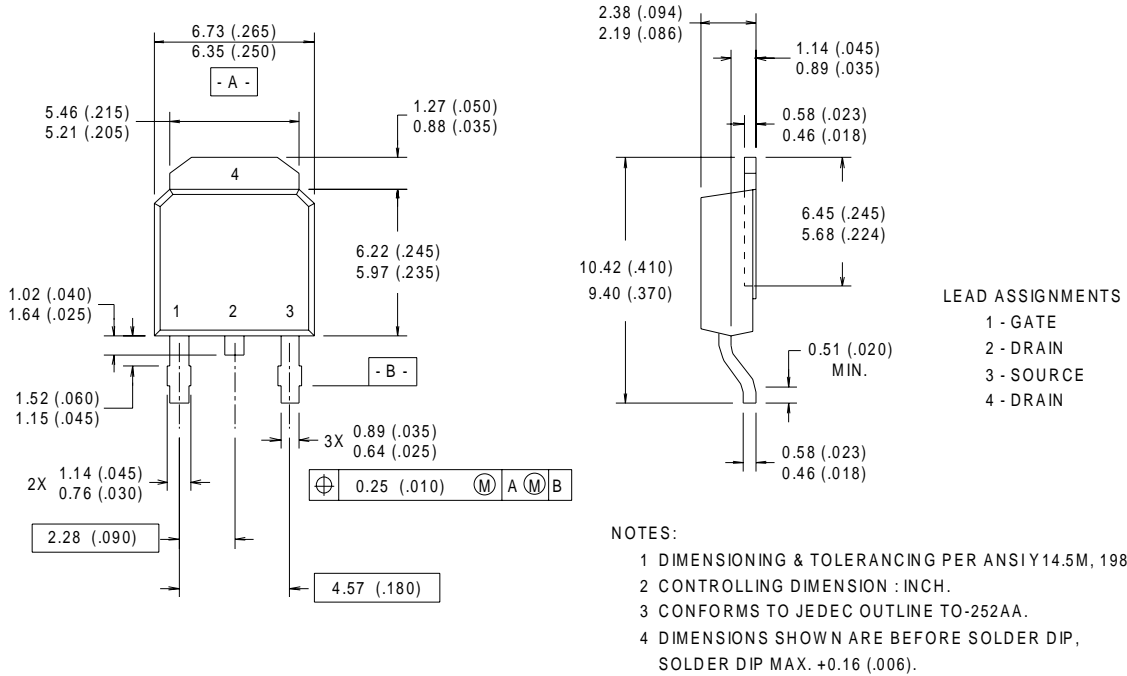 6.73 (.265)
6.35 (.250)
- A -
5.46 (.215)
5.21 (.205)
1.27 (.050)
0.88 (.035)
4
6.22 (.245)
5.97 (.235)
1.02 (.040)
1.64 (.025)
1 2 3
- B -
1.52 (.060)
1.15 (.045)
3X 0.89 (.035)
0.64 (.025)
2X 1.14 (.045)
0.76 (.030)
⌖ 0.25 (.010) Ⓜ A Ⓜ B
2.28 (.090)
4.57 (.180)
2.38 (.094)
2.19 (.086)
1.14 (.045)
0.89 (.035)
0.58 (.023)
0.46 (.018)
6.45 (.245)
5.68 (.224)
10.42 (.410)
9.40 (.370)
0.51 (.020)
MIN.
0.58 (.023)
0.46 (.018)
LEAD ASSIGNMENTS
1 - GATE
2 - DRAIN
3 - SOURCE
4 - DRAIN
NOTES:
1 DIMENSIONING & TOLERANCING PER ANSI Y14.5M, 198
2 CONTROLLING DIMENSION : INCH.
3 CONFORMS TO JEDEC OUTLINE TO-252AA.
4 DIMENSIONS SHOWN ARE BEFORE SOLDER DIP,
SOLDER DIP MAX. +0.16 (.006).